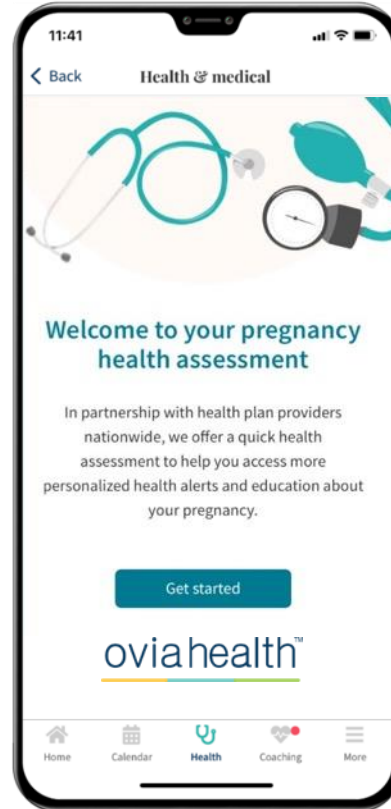 11:41
Back
Health & medical
Welcome to your pregnancy
health assessment
In partnership with health plan providers
nationwide, we offer a quick health
assessment to help you access more
personalized health alerts and education about
your pregnancy.
Get started
oviahealth™
Home Calendar Health Coaching More